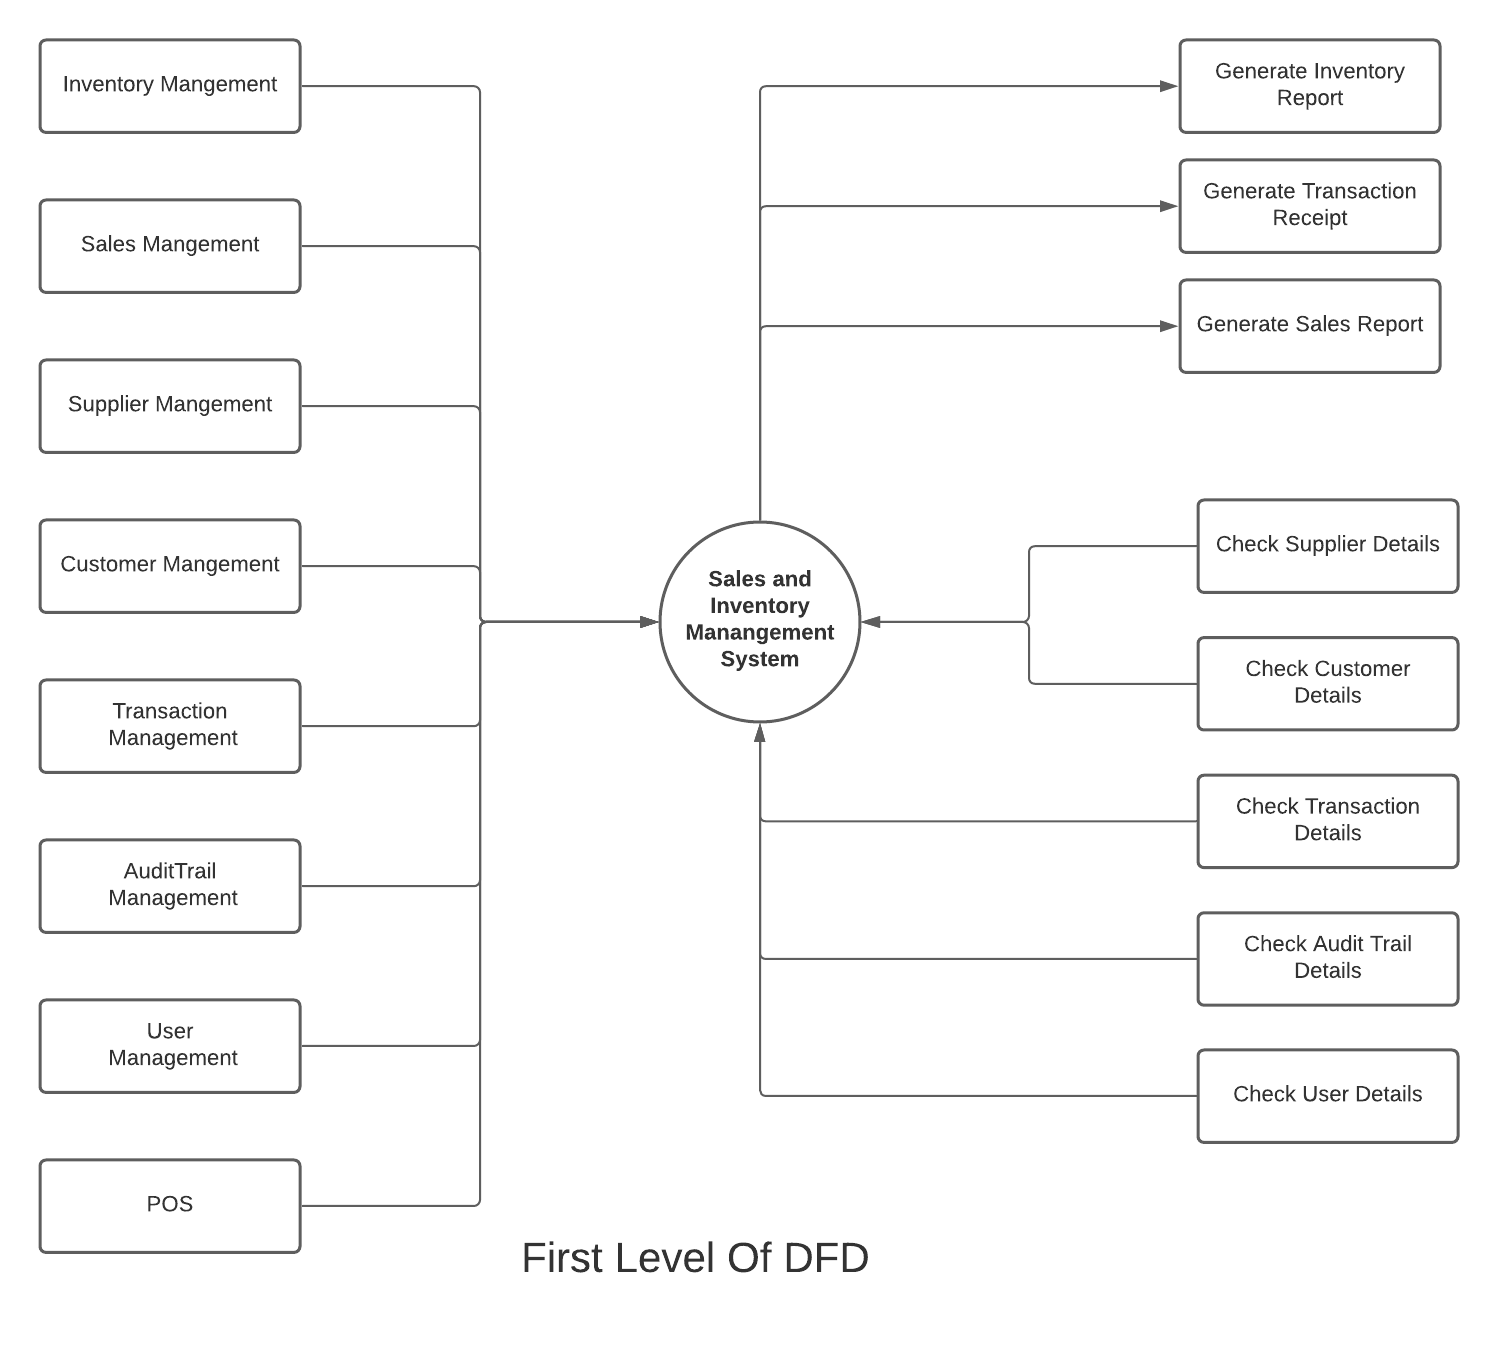 Inventory Mangement
Sales Mangement
Supplier Mangement
Customer Mangement
Transaction
Management
AuditTrail
Management
User
Management
POS
Sales and
Inventory
Manangement
System
Generate Inventory
Report
Generate Transaction
Receipt
Generate Sales Report
Check Supplier Details
Check Customer
Details
Check Transaction
Details
Check Audit Trail
Details
Check User Details
First Level Of DFD